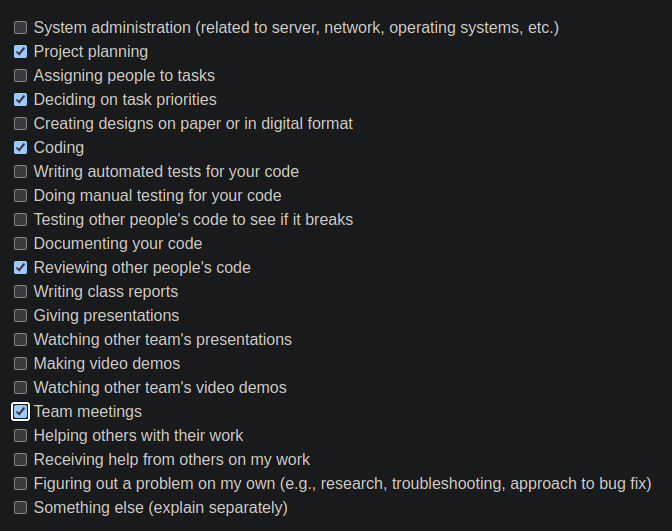 System administration (related to server, network, operating systems, etc.)
Project planning
Assigning people to tasks
Deciding on task priorities
Creating designs on paper or in digital format
Coding
Writing automated tests for your code
Doing manual testing for your code
Testing other people's code to see if it breaks
Documenting your code
Reviewing other people's code
Writing class reports
Giving presentations
Watching other team's presentations
Making video demos
Watching other team's video demos
Team meetings
Helping others with their work
Receiving help from others on my work
Figuring out a problem on my own (e.g., research, troubleshooting, approach to bug fix)
Something else (explain separately)